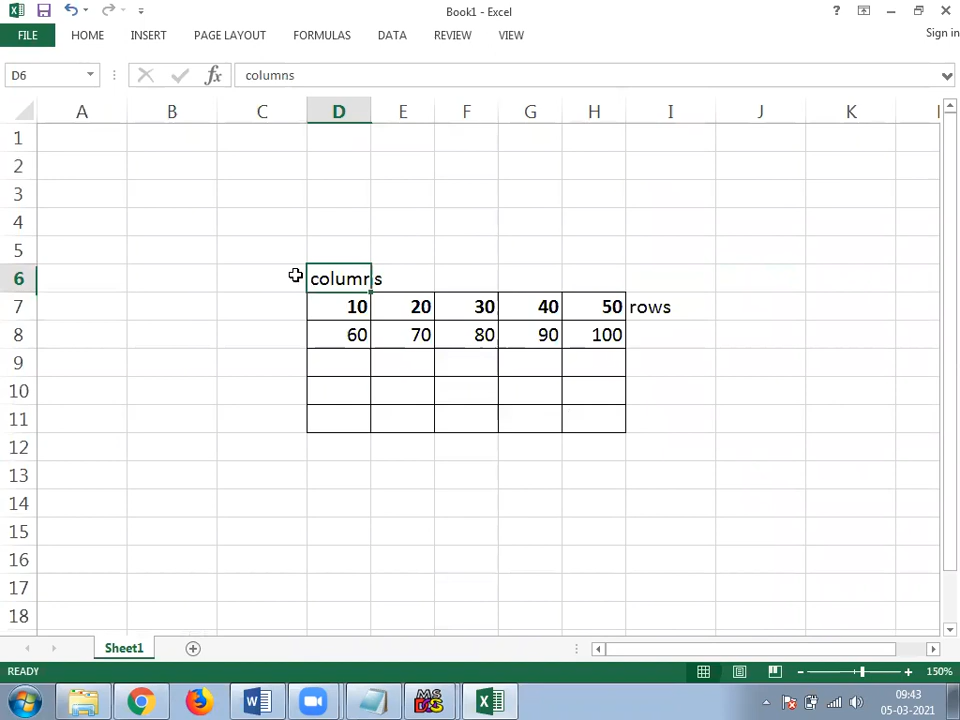 Book1 - Excel
?
FILE HOME INSERT PAGE LAYOUT FORMULAS DATA REVIEW VIEW Sign in
D6 fx columns
A B C D E F G H I J K
1
2
3
4
5
6 columns
7 10 20 30 40 50 rows
8 60 70 80 90 100
9
10
11
12
13
14
15
16
17
18
Sheet1
READY 150%
W MS DOS X 09:43
05-03-2021